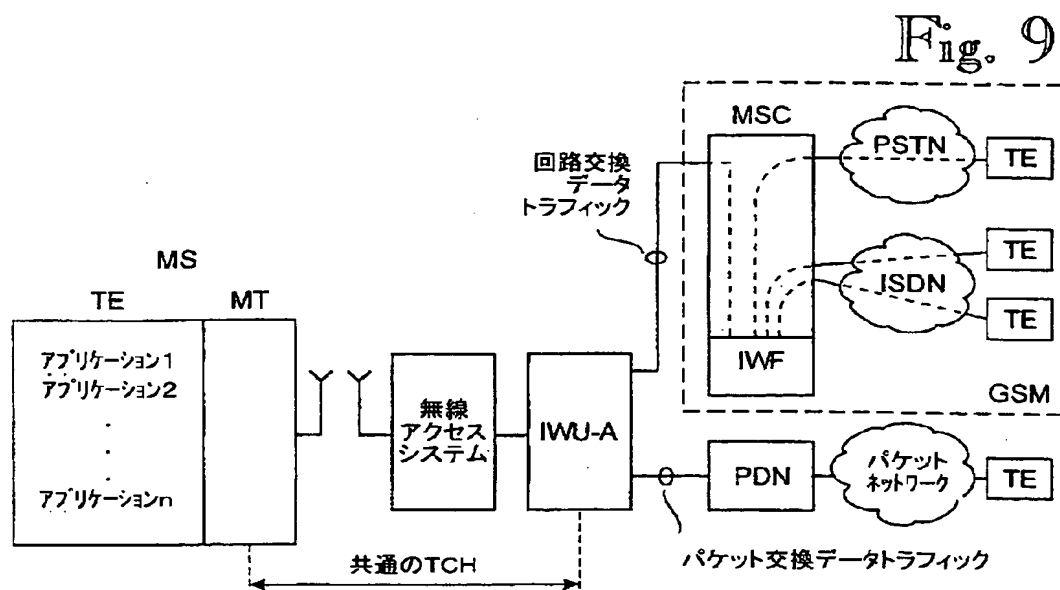 Fig. 9
MSC
PSTN
TE
回路交換
データ
トラフィック
TE
ISDN
TE
IWF
GSM
MS
TE
MT
アプリケーション1
アプリケーション2
アプリケーションn
無線
アクセス
システム
IWU-A
PDN
パケット
ネットワーク
TE
共通のTCH
パケット交換データトラフィック